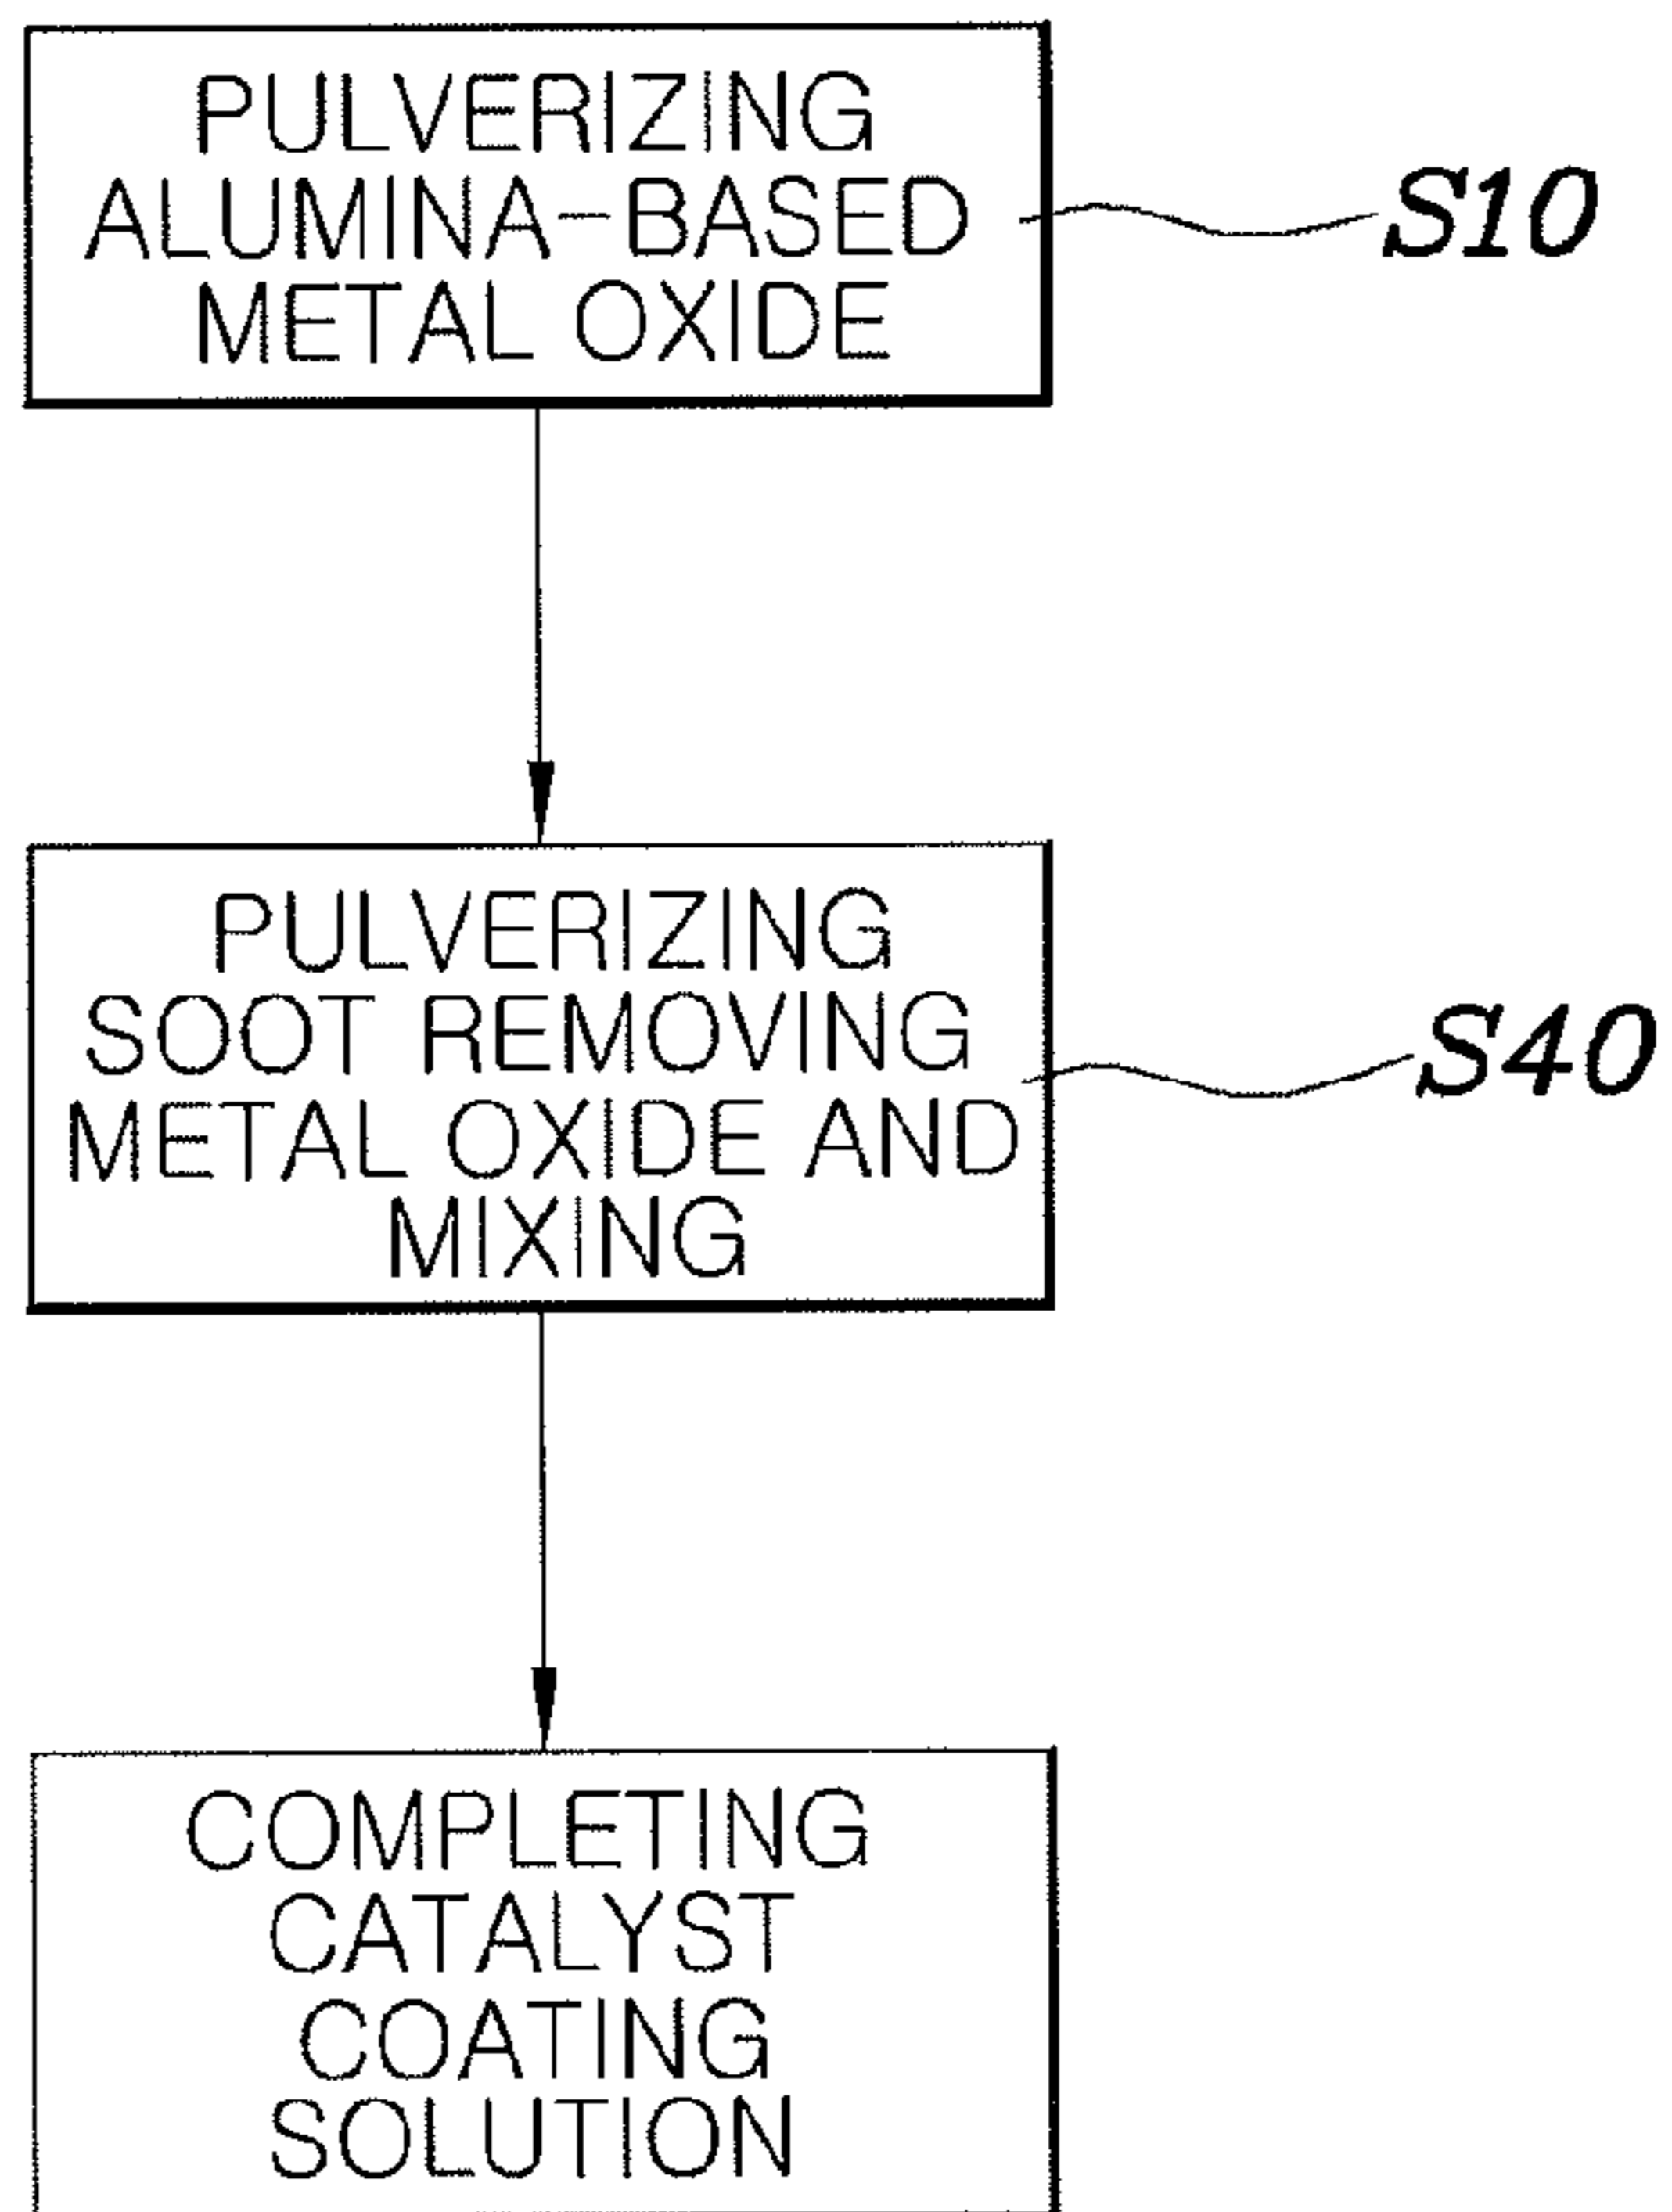 PULVERIZING
ALUMINA-BASED
METAL OXIDE
S10
PULVERIZING
SOOT REMOVING
METAL OXIDE AND
MIXING
S40
COMPLETING
CATALYST
COATING
SOLUTION